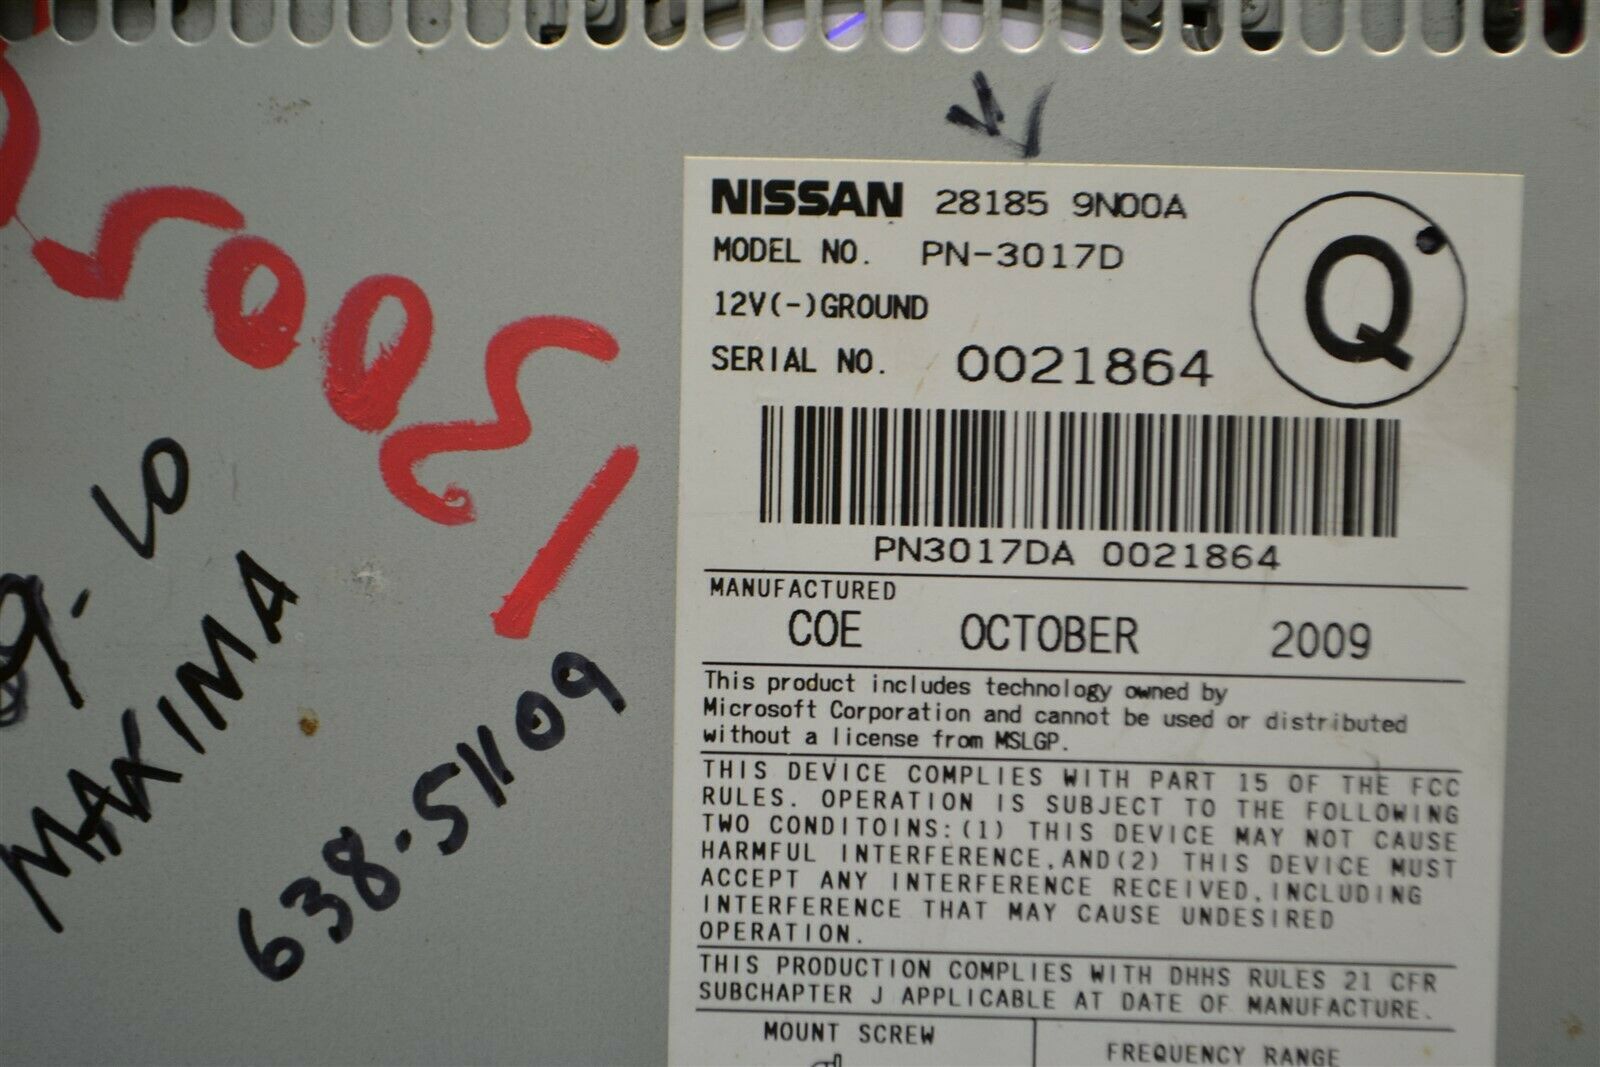 NISSAN 28185 9N00A
MODEL NO. PN-3017D
12V(-)GROUND
SERIAL NO. 0021864
Q
PN3017DA 0021864
MANUFACTURED
COE OCTOBER 2009
This product includes technology owned by
Microsoft Corporation and cannot be used or distributed
without a license from MSLGP.
THIS DEVICE COMPLIES WITH PART 15 OF THE FCC
RULES. OPERATION IS SUBJECT TO THE FOLLOWING
TWO CONDITOINS:(1) THIS DEVICE MAY NOT CAUSE
HARMFUL INTERFERENCE,AND(2) THIS DEVICE MUST
ACCEPT ANY INTERFERENCE RECEIVED,INCLUDING
INTERFERENCE THAT MAY CAUSE UNDESIRED
OPERATION.
THIS PRODUCTION COMPLIES WITH DHHS RULES 21 CFR
SUBCHAPTER J APPLICABLE AT DATE OF MANUFACTURE.
MOUNT SCREW
FREQUENCY RANGE
09-10
MAXIMA
638-51109